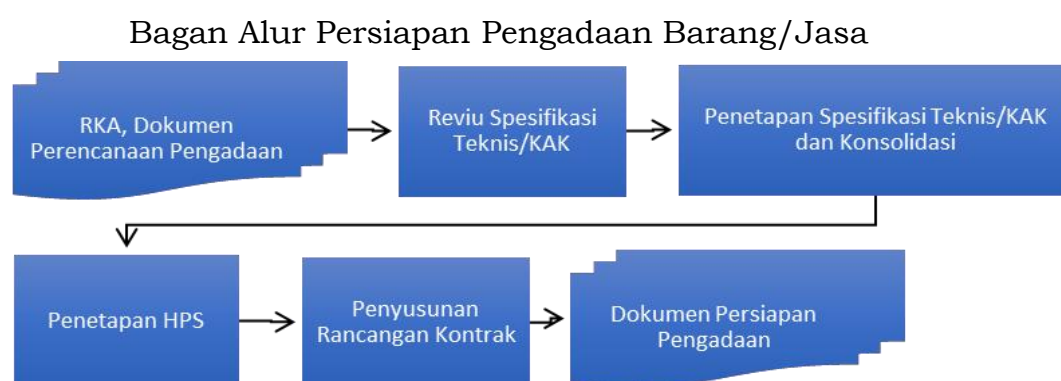 Bagan Alur Persiapan Pengadaan Barang/Jasa
RKA, Dokumen
Perencanaan Pengadaan
Reviu Spesifikasi
Teknis/KAK
Penetapan Spesifikasi Teknis/KAK
dan Konsolidasi
Penetapan HPS
Penyusunan
Rancangan Kontrak
Dokumen Persiapan
Pengadaan